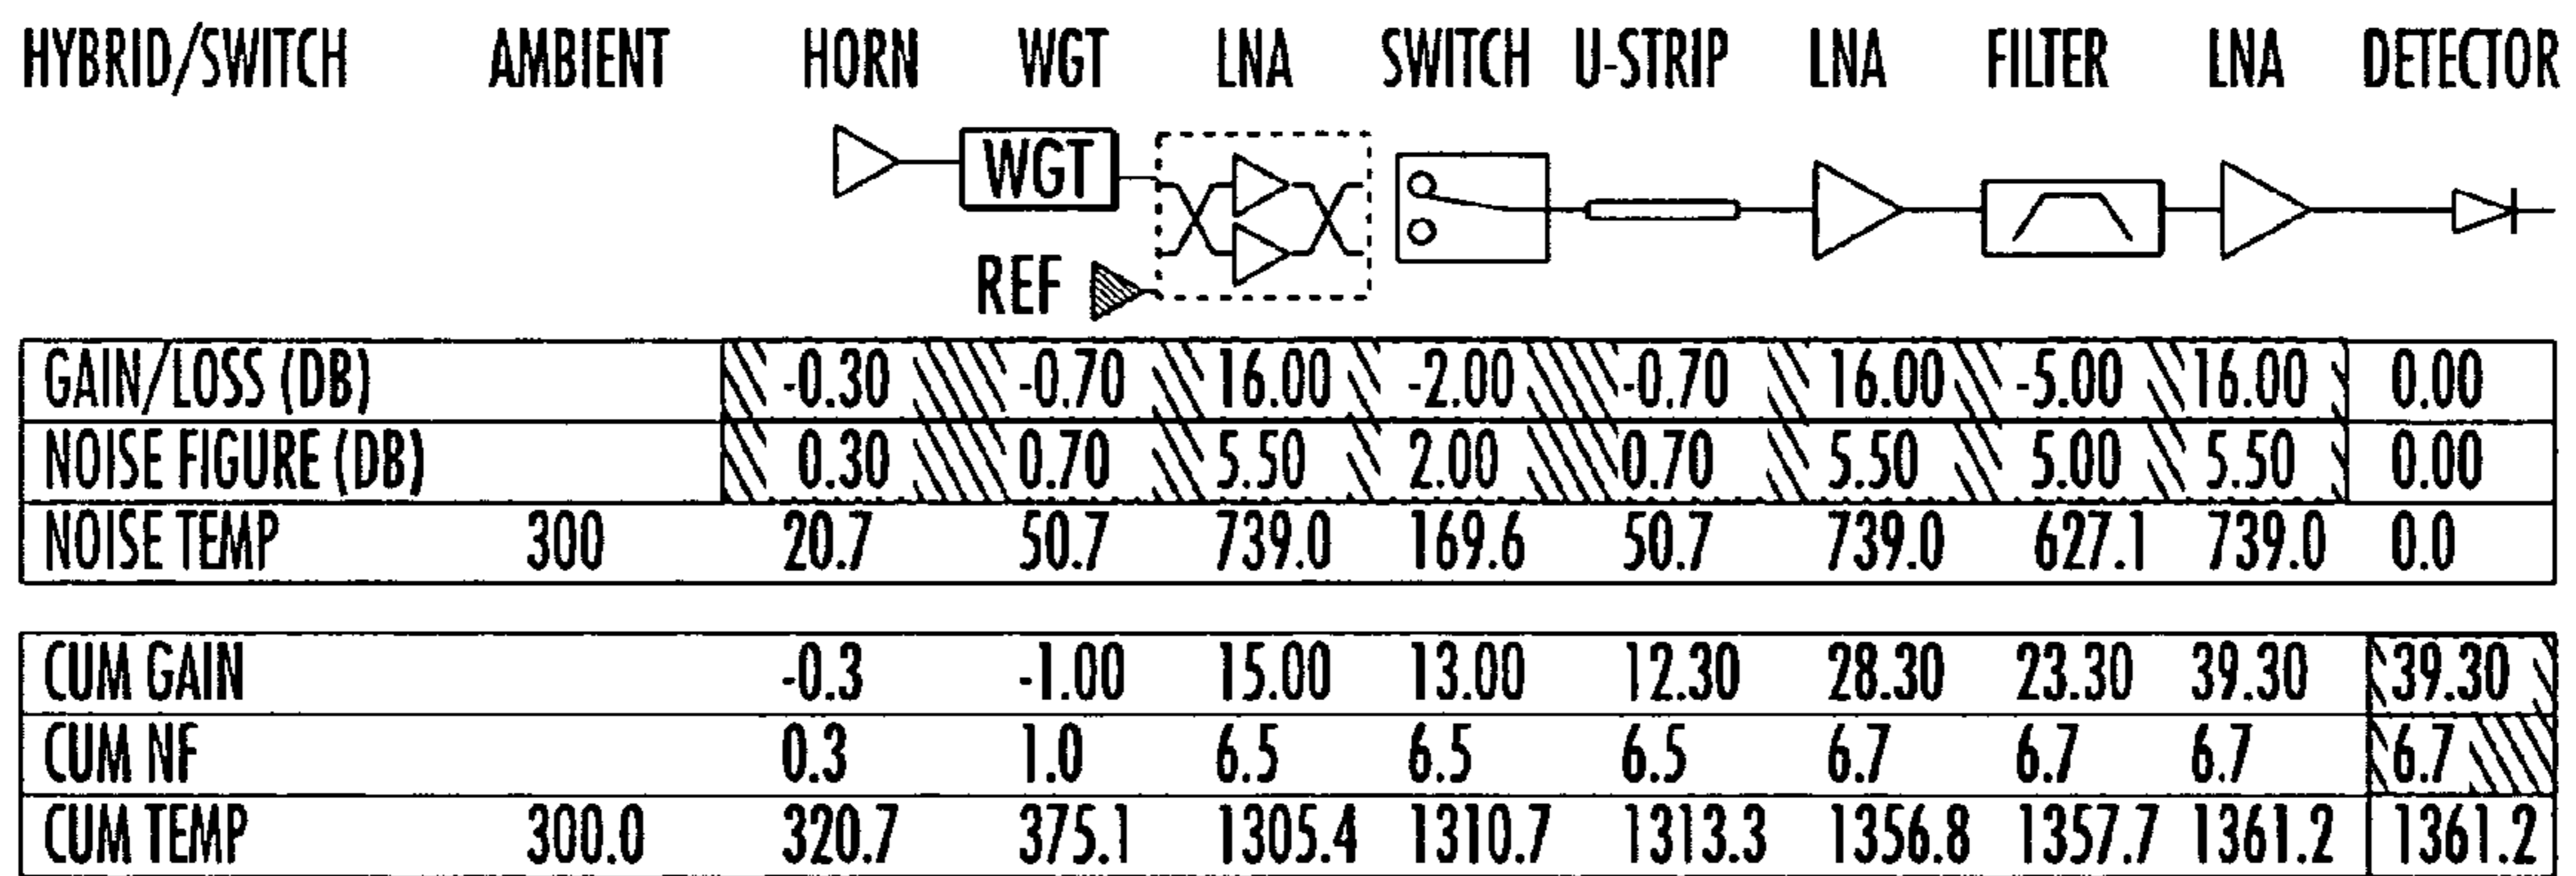 HYBRID/SWITCH AMBIENT HORN WGT LNA SWITCH U-STRIP LNA FILTER LNA DETECTOR
WGT
REF
GAIN/LOSS (DB) -0.30 -0.70 16.00 -2.00 -0.70 16.00 -5.00 16.00 0.00
NOISE FIGURE (DB) 0.30 0.70 5.50 2.00 0.70 5.50 5.00 5.50 0.00
NOISE TEMP 300 20.7 50.7 739.0 169.6 50.7 739.0 627.1 739.0 0.0
CUM GAIN -0.3 -1.00 15.00 13.00 12.30 28.30 23.30 39.30 39.30
CUM NF 0.3 1.0 6.5 6.5 6.5 6.7 6.7 6.7 6.7
CUM TEMP 300.0 320.7 375.1 1305.4 1310.7 1313.3 1356.8 1357.7 1361.2 1361.2